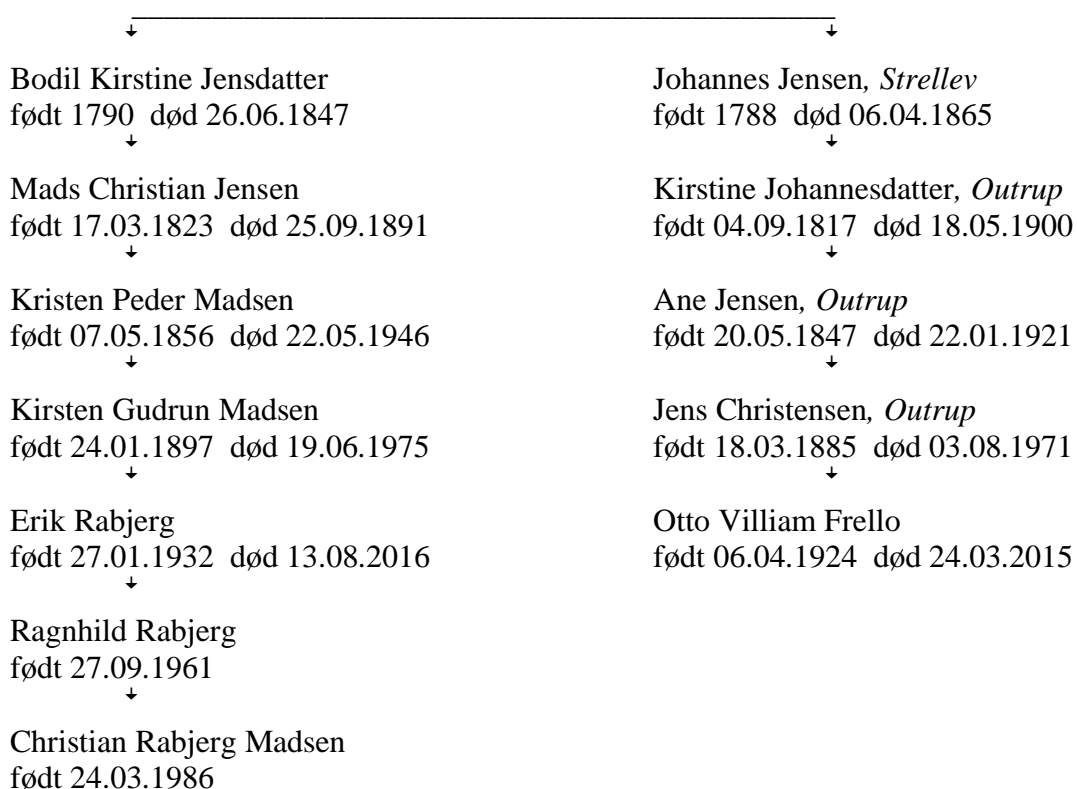 Bodil Kirstine Jensdatter
født 1790 død 26.06.1847
Mads Christian Jensen
født 17.03.1823 død 25.09.1891
Kristen Peder Madsen
født 07.05.1856 død 22.05.1946
Kirsten Gudrun Madsen
født 24.01.1897 død 19.06.1975
Erik Rabjerg
født 27.01.1932 død 13.08.2016
Ragnhild Rabjerg
født 27.09.1961
Christian Rabjerg Madsen
født 24.03.1986
Johannes Jensen, Strellev
født 1788 død 06.04.1865
Kirstine Johannesdatter, Outrup
født 04.09.1817 død 18.05.1900
Ane Jensen, Outrup
født 20.05.1847 død 22.01.1921
Jens Christensen, Outrup
født 18.03.1885 død 03.08.1971
Otto Villiam Frello
født 06.04.1924 død 24.03.2015